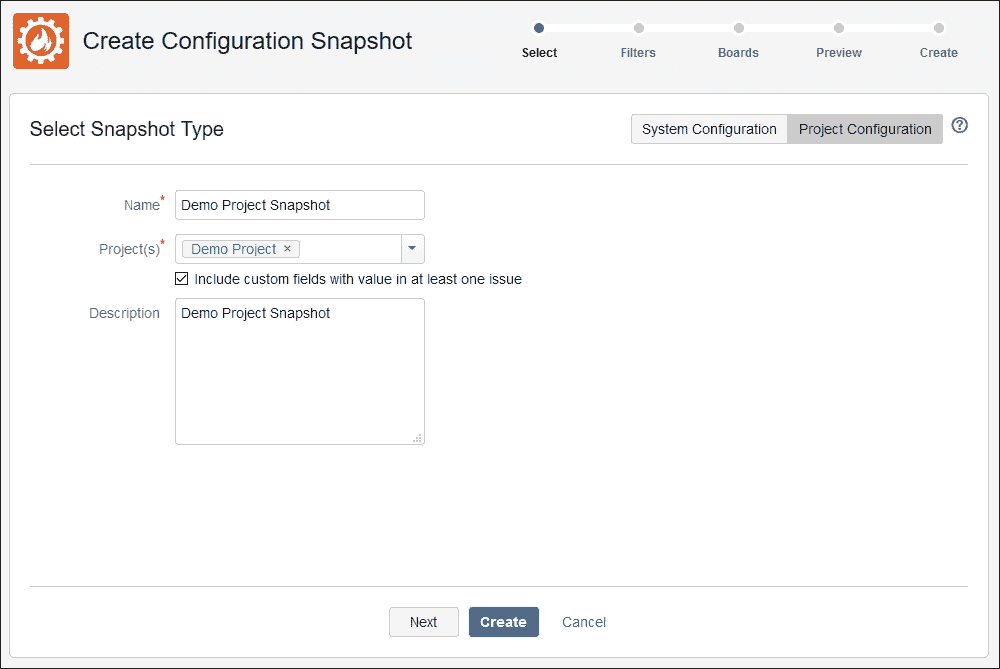 Create Configuration Snapshot
Select Filters Boards Preview Create
Select Snapshot Type
System Configuration Project Configuration ?
Name*
Demo Project Snapshot
Project(s)*
Demo Project ×
Include custom fields with value in at least one issue
Description
Demo Project Snapshot
Next Create Cancel